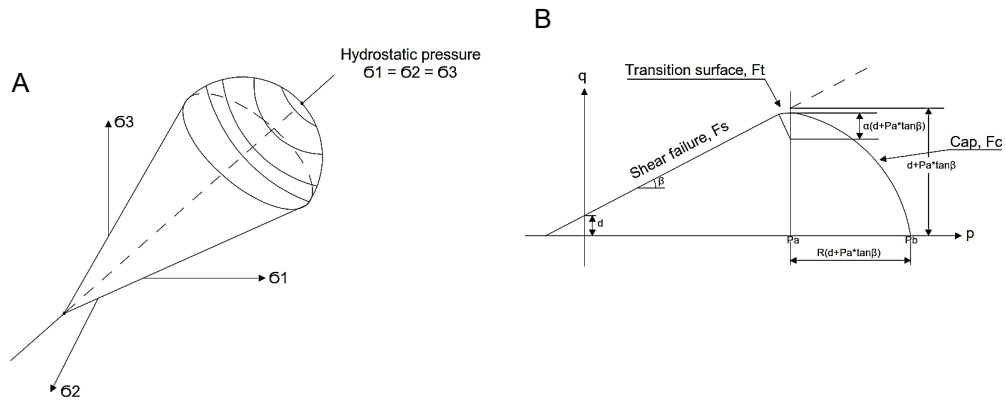 A
Hydrostatic pressure
б1 = б2 = б3
б3
б1
б2
B
q
Transition surface, Ft
α(d+Pa*tanβ)
Shear failure, Fs
Cap, Fc
d+Pa*tanβ
β
d
p
Pa
Pb
R(d+Pa*tanβ)